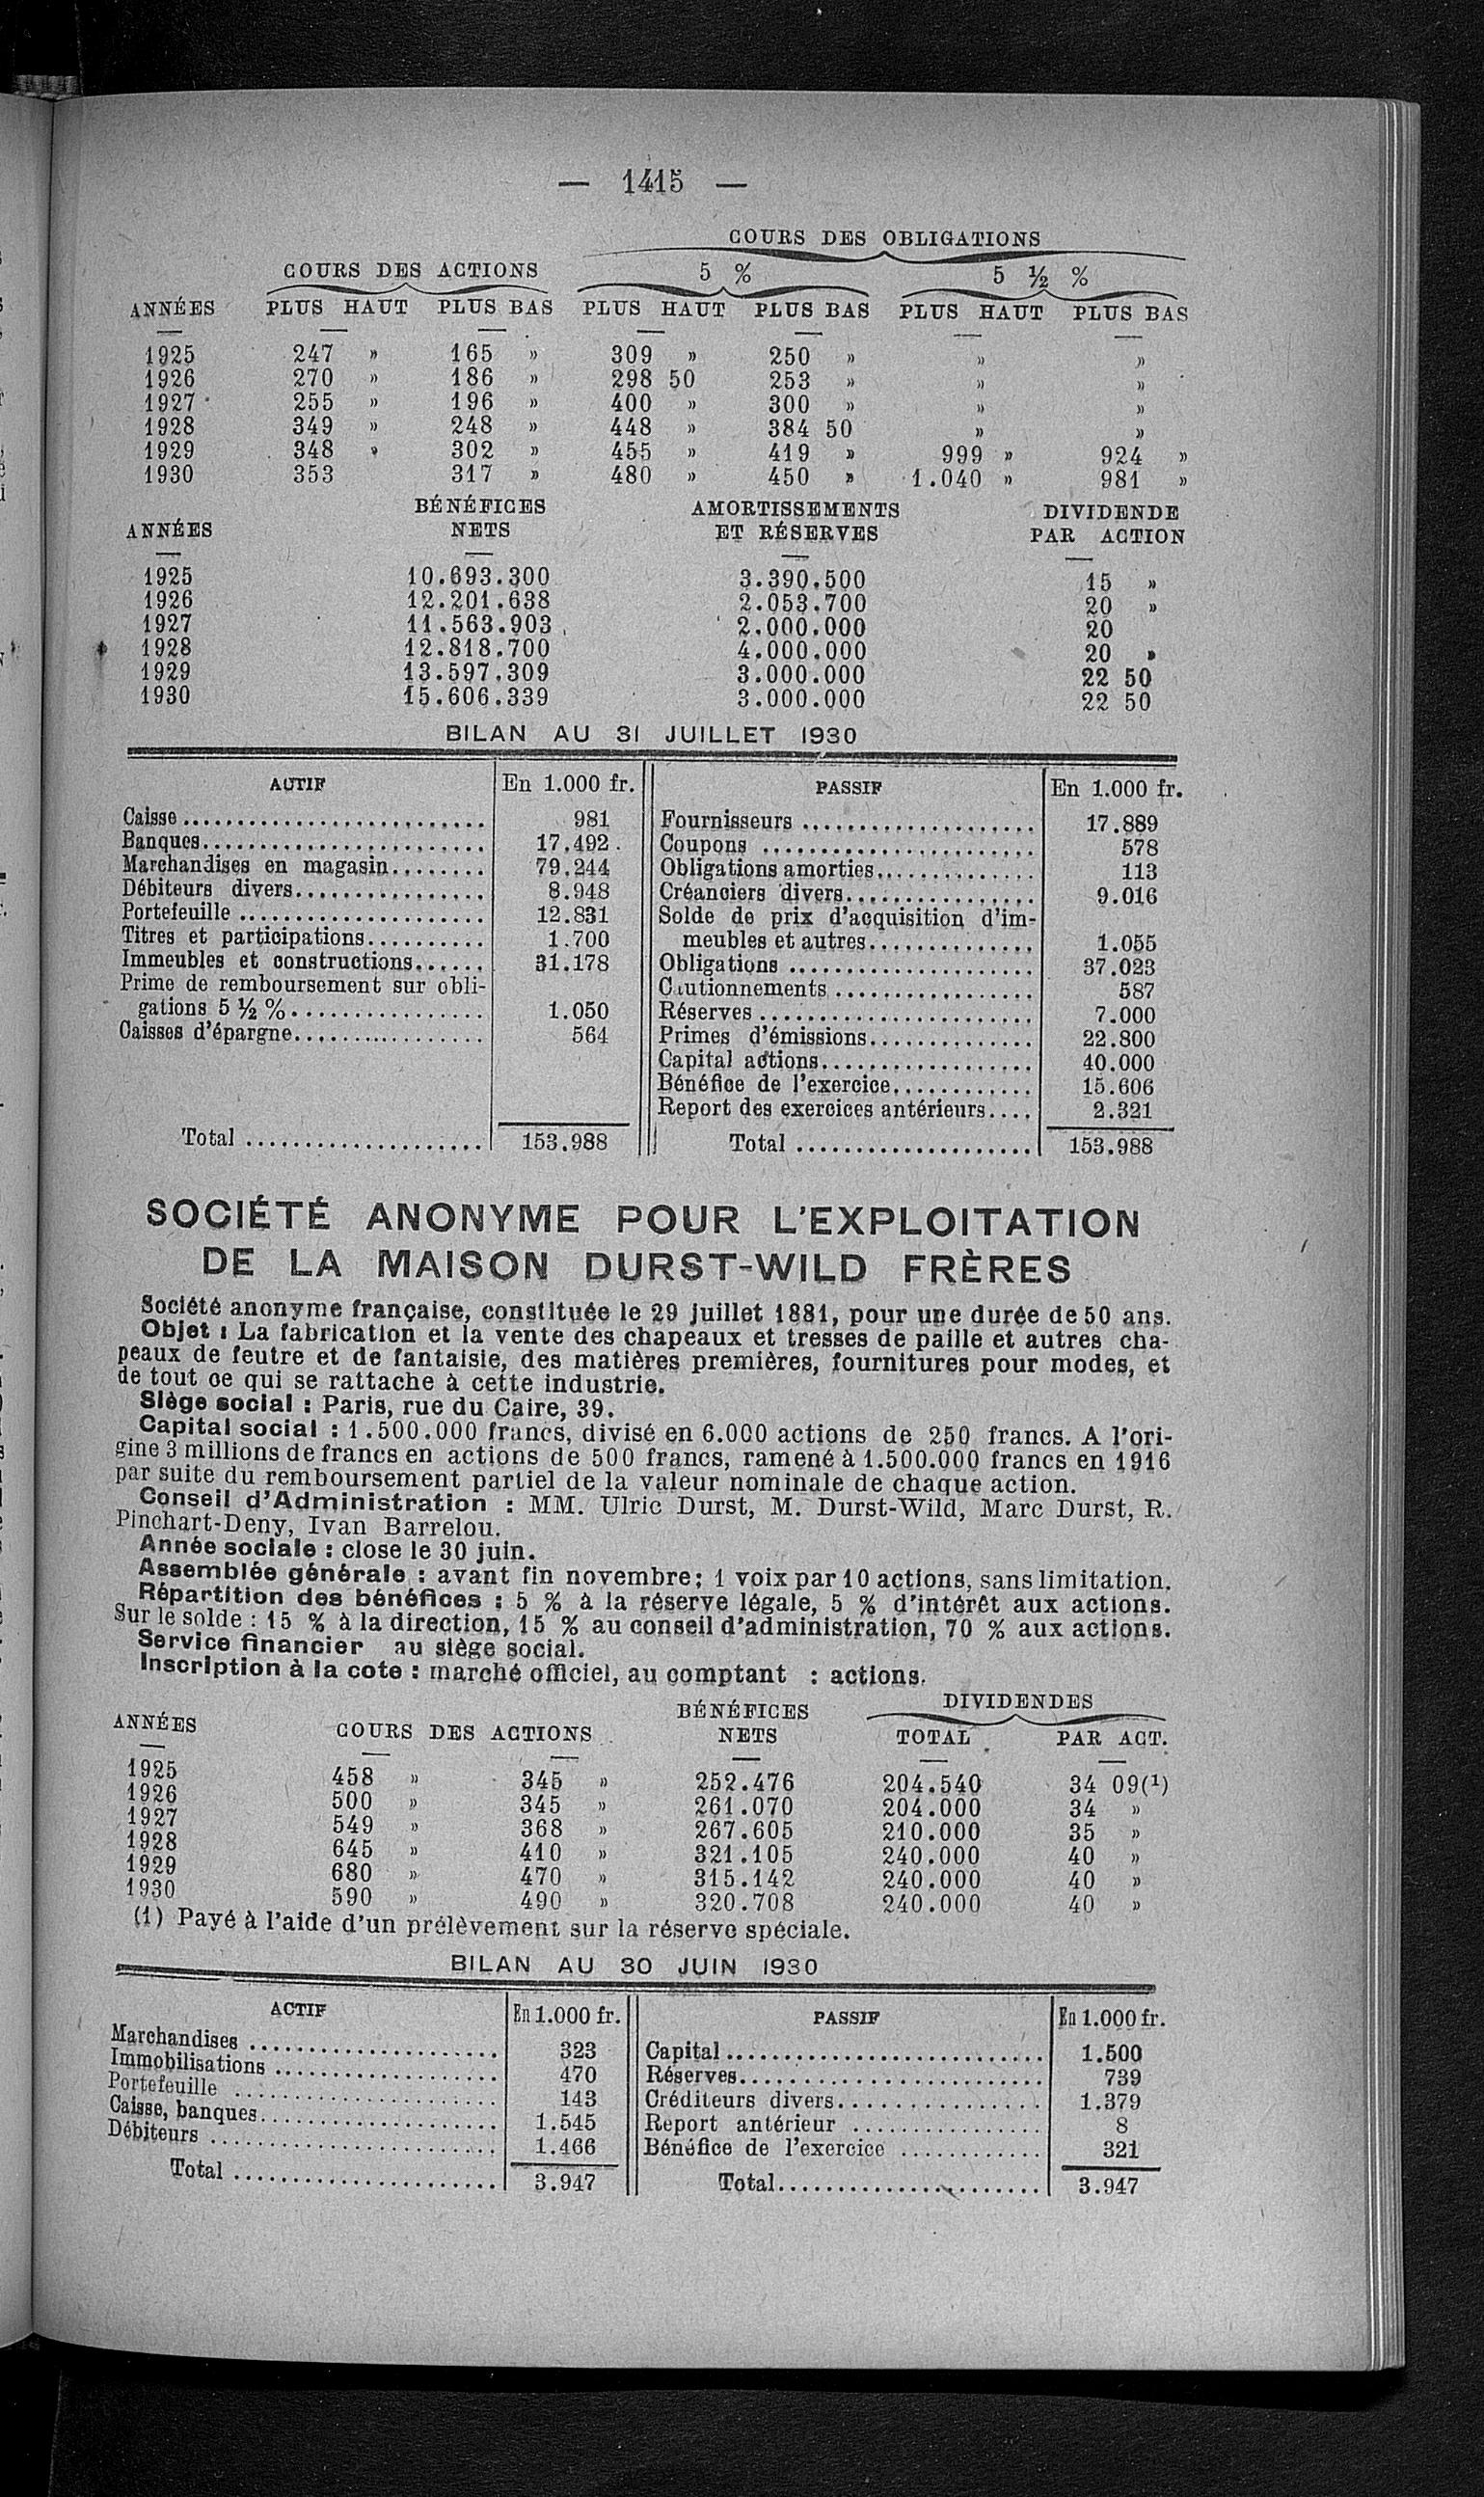 — 1415 —
COURS DES OBLIGATIONS
COURS DES ACTIONS 5 % 5 ½ %
ANNÉES PLUS HAUT PLUS BAS PLUS HAUT PLUS BAS PLUS HAUT PLUS BAS
1925 247 » 165 » 309 » 250 » » »
1926 270 » 186 » 298 50 253 » » »
1927 255 » 196 » 400 » 300 » » »
1928 349 » 248 » 448 » 384 50 » »
1929 348 » 302 » 455 » 419 » 999 » 924 »
1930 353 317 » 480 » 450 » 1.040 » 981 »
BÉNÉFICES AMORTISSEMENTS DIVIDENDE
ANNÉES NETS ET RÉSERVES PAR ACTION
1925 10.693.300 3.390.500 15 »
1926 12.201.638 2.053.700 20 »
1927 11.563.903 2.000.000 20
1928 12.818.700 4.000.000 20 »
1929 13.597.309 3.000.000 22 50
1930 15.606.339 3.000.000 22 50
BILAN AU 31 JUILLET 1930
ACTIF En 1.000 fr. PASSIF En 1.000 fr.
Caisse .......................... 981 Fournisseurs .................... 17.889
Banques........................ 17.492 Coupons ....................... 578
Marchandises en magasin........ 79.244 Obligations amorties.............. 113
Débiteurs divers................ 8.948 Créanciers divers................ 9.016
Portefeuille ..................... 12.831 Solde de prix d'acquisition d'im-
Titres et participations.......... 1.700 meubles et autres.............. 1.055
Immeubles et constructions...... 31.178 Obligations ..................... 37.023
Prime de remboursement sur obli- Cautionnements ................. 587
gations 5 ½ %................ 1.050 Réserves ....................... 7.000
Caisses d'épargne................ 564 Primes d'émissions.............. 22.800
Capital actions.................. 40.000
Bénéfice de l'exercice............ 15.606
Report des exercices antérieurs.... 2.321
Total .................... 153.988 Total .................... 153.988
SOCIÉTÉ ANONYME POUR L'EXPLOITATION
DE LA MAISON DURST-WILD FRÈRES
Société anonyme française, constituée le 29 juillet 1881, pour une durée de 50 ans.
Objet : La fabrication et la vente des chapeaux et tresses de paille et autres cha-
peaux de feutre et de fantaisie, des matières premières, fournitures pour modes, et
de tout ce qui se rattache à cette industrie.
Siège social : Paris, rue du Caire, 39.
Capital social : 1.500.000 francs, divisé en 6.000 actions de 250 francs. A l'ori-
gine 3 millions de francs en actions de 500 francs, ramené à 1.500.000 francs en 1916
par suite du remboursement partiel de la valeur nominale de chaque action.
Conseil d'Administration : MM. Ulric Durst, M. Durst-Wild, Marc Durst, R.
Pinchart-Deny, Ivan Barrelou.
Année sociale : close le 30 juin.
Assemblée générale : avant fin novembre; 1 voix par 10 actions, sans limitation.
Répartition des bénéfices : 5 % à la réserve légale, 5 % d'intérêt aux actions.
Sur le solde : 15 % à la direction, 15 % au conseil d'administration, 70 % aux actions.
Service financier au siège social.
Inscription à la cote : marché officiel, au comptant : actions.
BÉNÉFICES DIVIDENDES
ANNÉES COURS DES ACTIONS NETS TOTAL PAR ACT.
1925 458 » 345 » 252.476 204.540 34 09(1)
1926 500 » 345 » 261.070 204.000 34 »
1927 549 » 368 » 267.605 210.000 35 »
1928 645 » 410 » 321.105 240.000 40 »
1929 680 » 470 » 315.142 240.000 40 »
1930 590 » 490 » 320.708 240.000 40 »
(1) Payé à l'aide d'un prélèvement sur la réserve spéciale.
BILAN AU 30 JUIN 1930
ACTIF En 1.000 fr. PASSIF En 1.000 fr.
Marchandises ..................... 323 Capital........................... 1.500
Immobilisations ................... 470 Réserves.......................... 739
Portefeuille ...................... 143 Créditeurs divers................. 1.379
Caisse, banques.................... 1.545 Report antérieur ................ 8
Débiteurs ........................ 1.466 Bénéfice de l'exercice ............ 321
Total ...................... 3.947 Total...................... 3.947